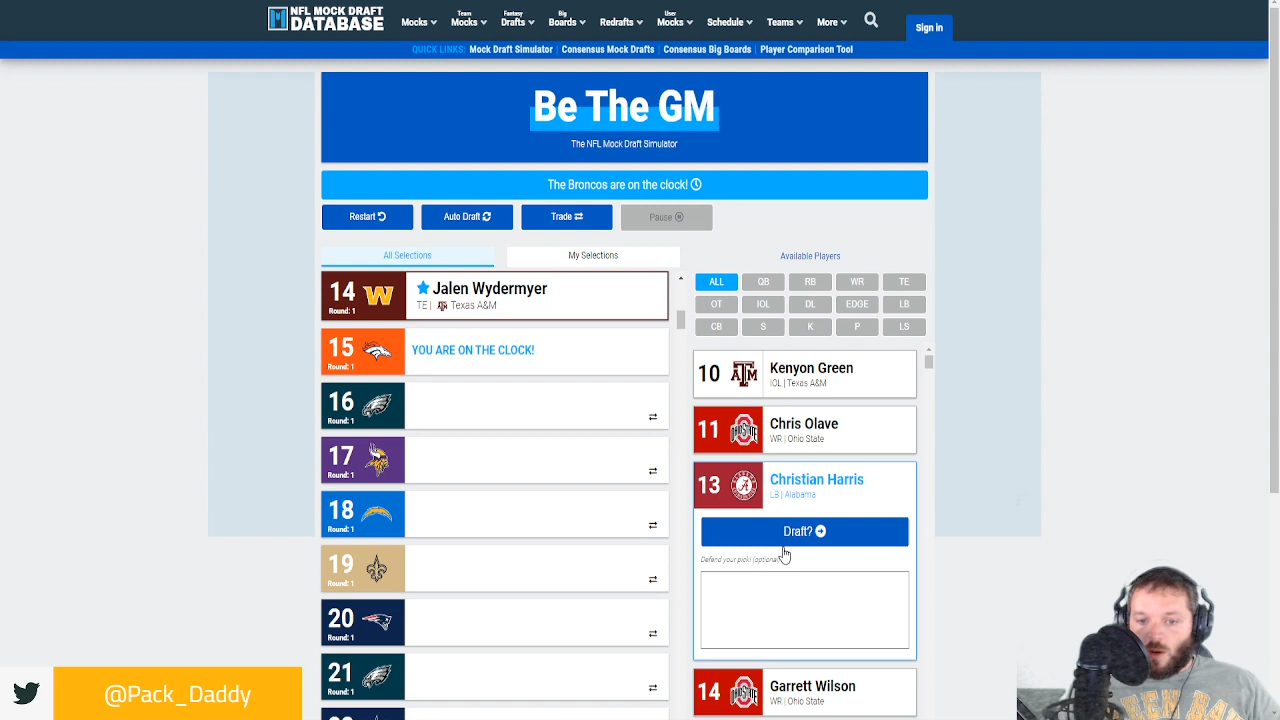 NFL MOCK DRAFT
DATABASE
Mocks
Team
Mocks
Fantasy
Drafts
Big
Boards
Redrafts
User
Mocks
Schedule
Teams
More
Sign in
QUICK LINKS: Mock Draft Simulator | Consensus Mock Drafts | Consensus Big Boards | Player Comparison Tool
Be The GM
The NFL Mock Draft Simulator
The Broncos are on the clock!
Restart
Auto Draft
Trade
Pause
All Selections
My Selections
Available Players
ALL
QB
RB
WR
TE
OT
IOL
DL
EDGE
LB
CB
S
K
P
LS
14
Round: 1
Jalen Wydermyer
TE | Texas A&M
15
Round: 1
YOU ARE ON THE CLOCK!
16
Round: 1
17
Round: 1
18
Round: 1
19
Round: 1
20
Round: 1
21
Round: 1
10
Kenyon Green
IOL | Texas A&M
11
Chris Olave
WR | Ohio State
13
Christian Harris
LB | Alabama
Draft?
Defend your pick! (optional)
14
Garrett Wilson
WR | Ohio State
@Pack_Daddy